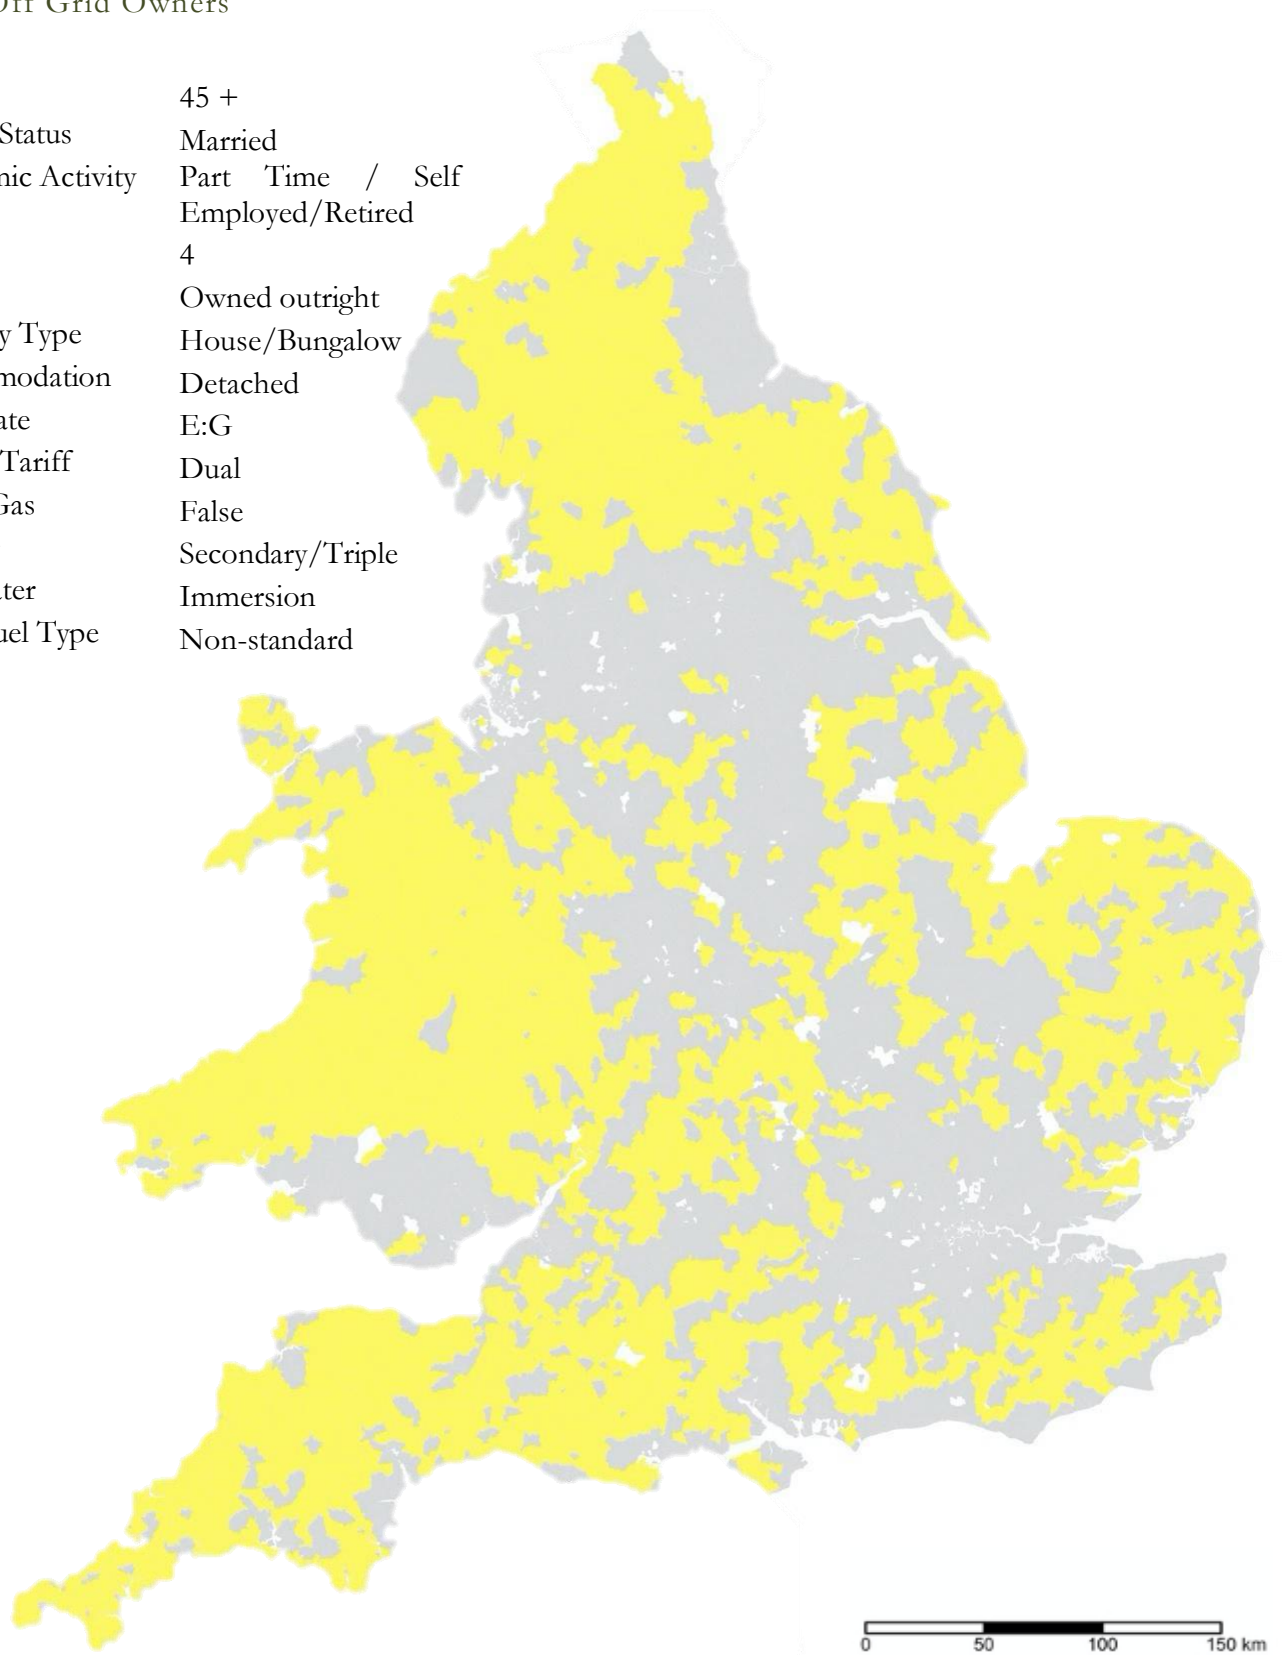 Off Grid Owners
45 +
Status Married
nic Activity Part Time / Self
Employed/Retired
4
Owned outright
y Type House/Bungalow
modation Detached
ate E:G
Tariff Dual
Gas False
Secondary/Triple
ter Immersion
uel Type Non-standard
0 50 100 150 km